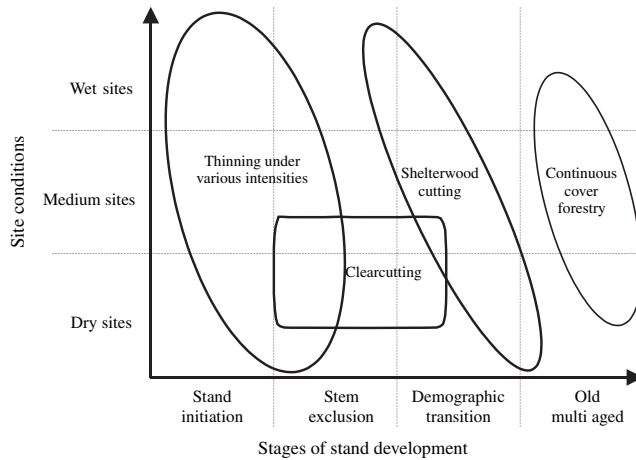 Wet sites
Medium sites
Dry sites
Site conditions
Thinning under
various intensities
Shelterwood
cutting
Continuous
cover
forestry
Clearcutting
Stand
initiation
Stem
exclusion
Demographic
transition
Old
multi aged
Stages of stand development